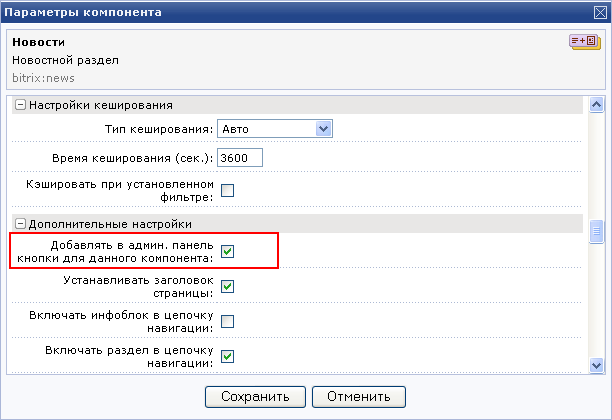 Параметры компонента
Новости
Новостной раздел
bitrix:news
Настройки кеширования
Тип кеширования: Авто
Время кеширования (сек.): 3600
Кэшировать при установленном
фильтре:
Дополнительные настройки
Добавлять в админ. панель
кнопки для данного компонента:
Устанавливать заголовок
страницы:
Включать инфоблок в цепочку
навигации:
Включать раздел в цепочку
навигации:
Сохранить Отменить